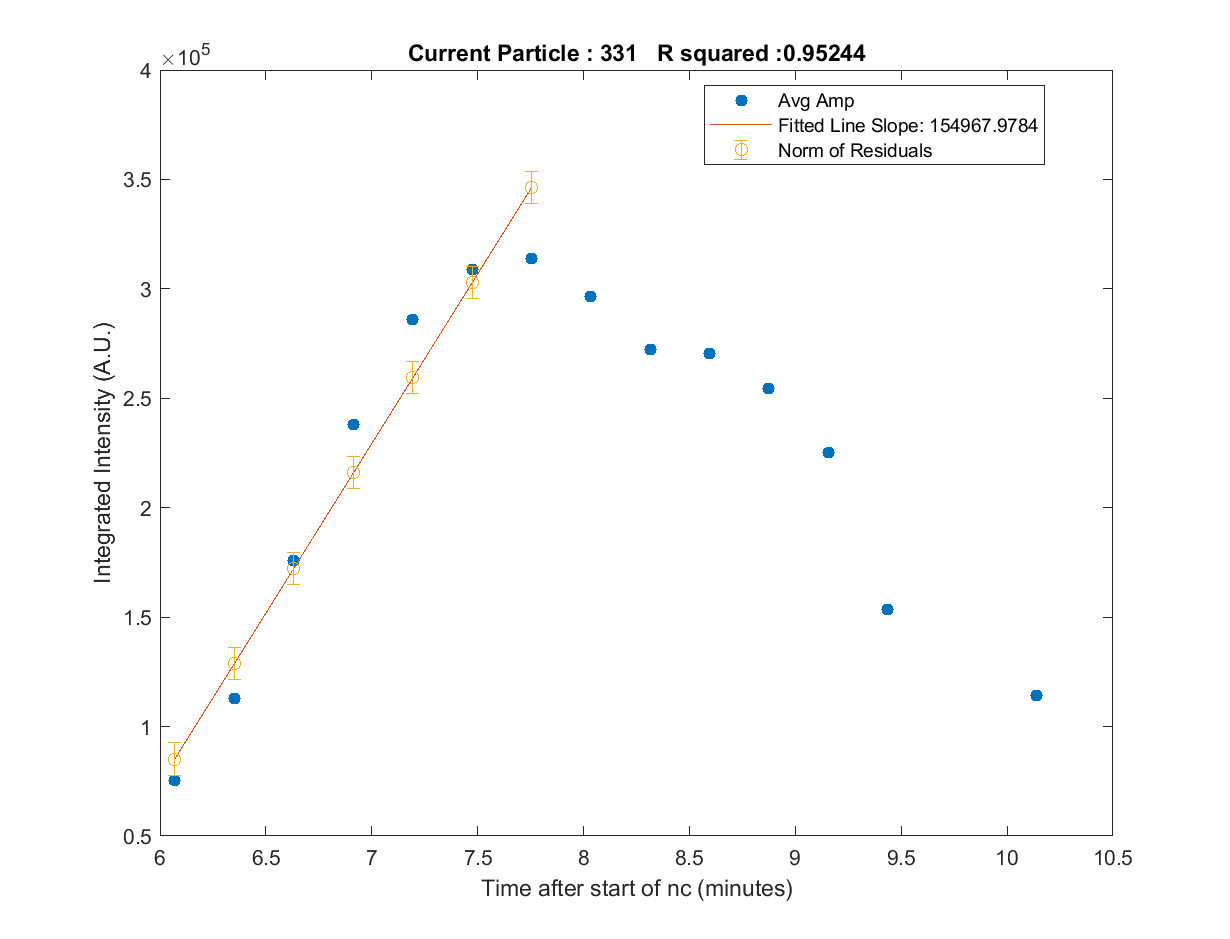 Current Particle : 331 R squared :0.95244
×10^5
Avg Amp
Fitted Line Slope: 154967.9784
Norm of Residuals
4
3.5
3
2.5
2
1.5
1
0.5
Integrated Intensity (A.U.)
6 6.5 7 7.5 8 8.5 9 9.5 10 10.5
Time after start of nc (minutes)